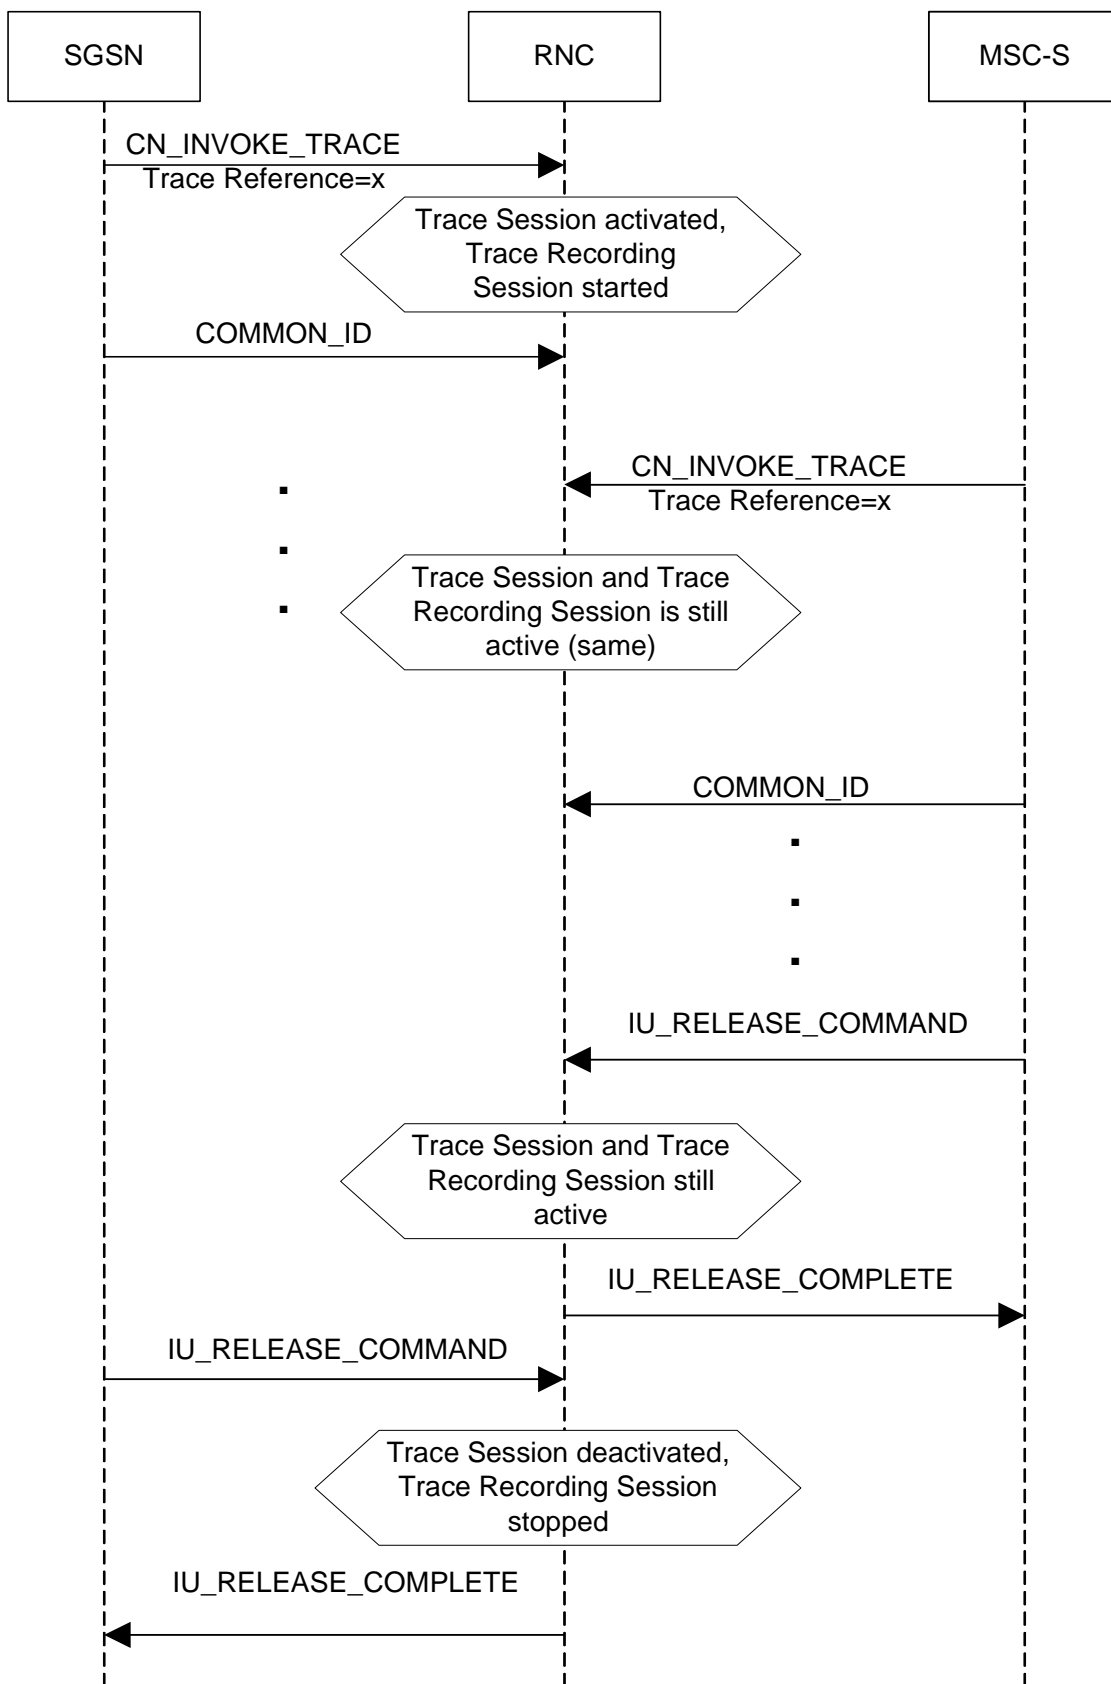 SGSN
RNC
MSC-S
CN_INVOKE_TRACE
Trace Reference=x
Trace Session activated,
Trace Recording
Session started
COMMON_ID
CN_INVOKE_TRACE
Trace Reference=x
Trace Session and Trace
Recording Session is still
active (same)
COMMON_ID
IU_RELEASE_COMMAND
Trace Session and Trace
Recording Session still
active
IU_RELEASE_COMPLETE
IU_RELEASE_COMMAND
Trace Session deactivated,
Trace Recording Session
stopped
IU_RELEASE_COMPLETE